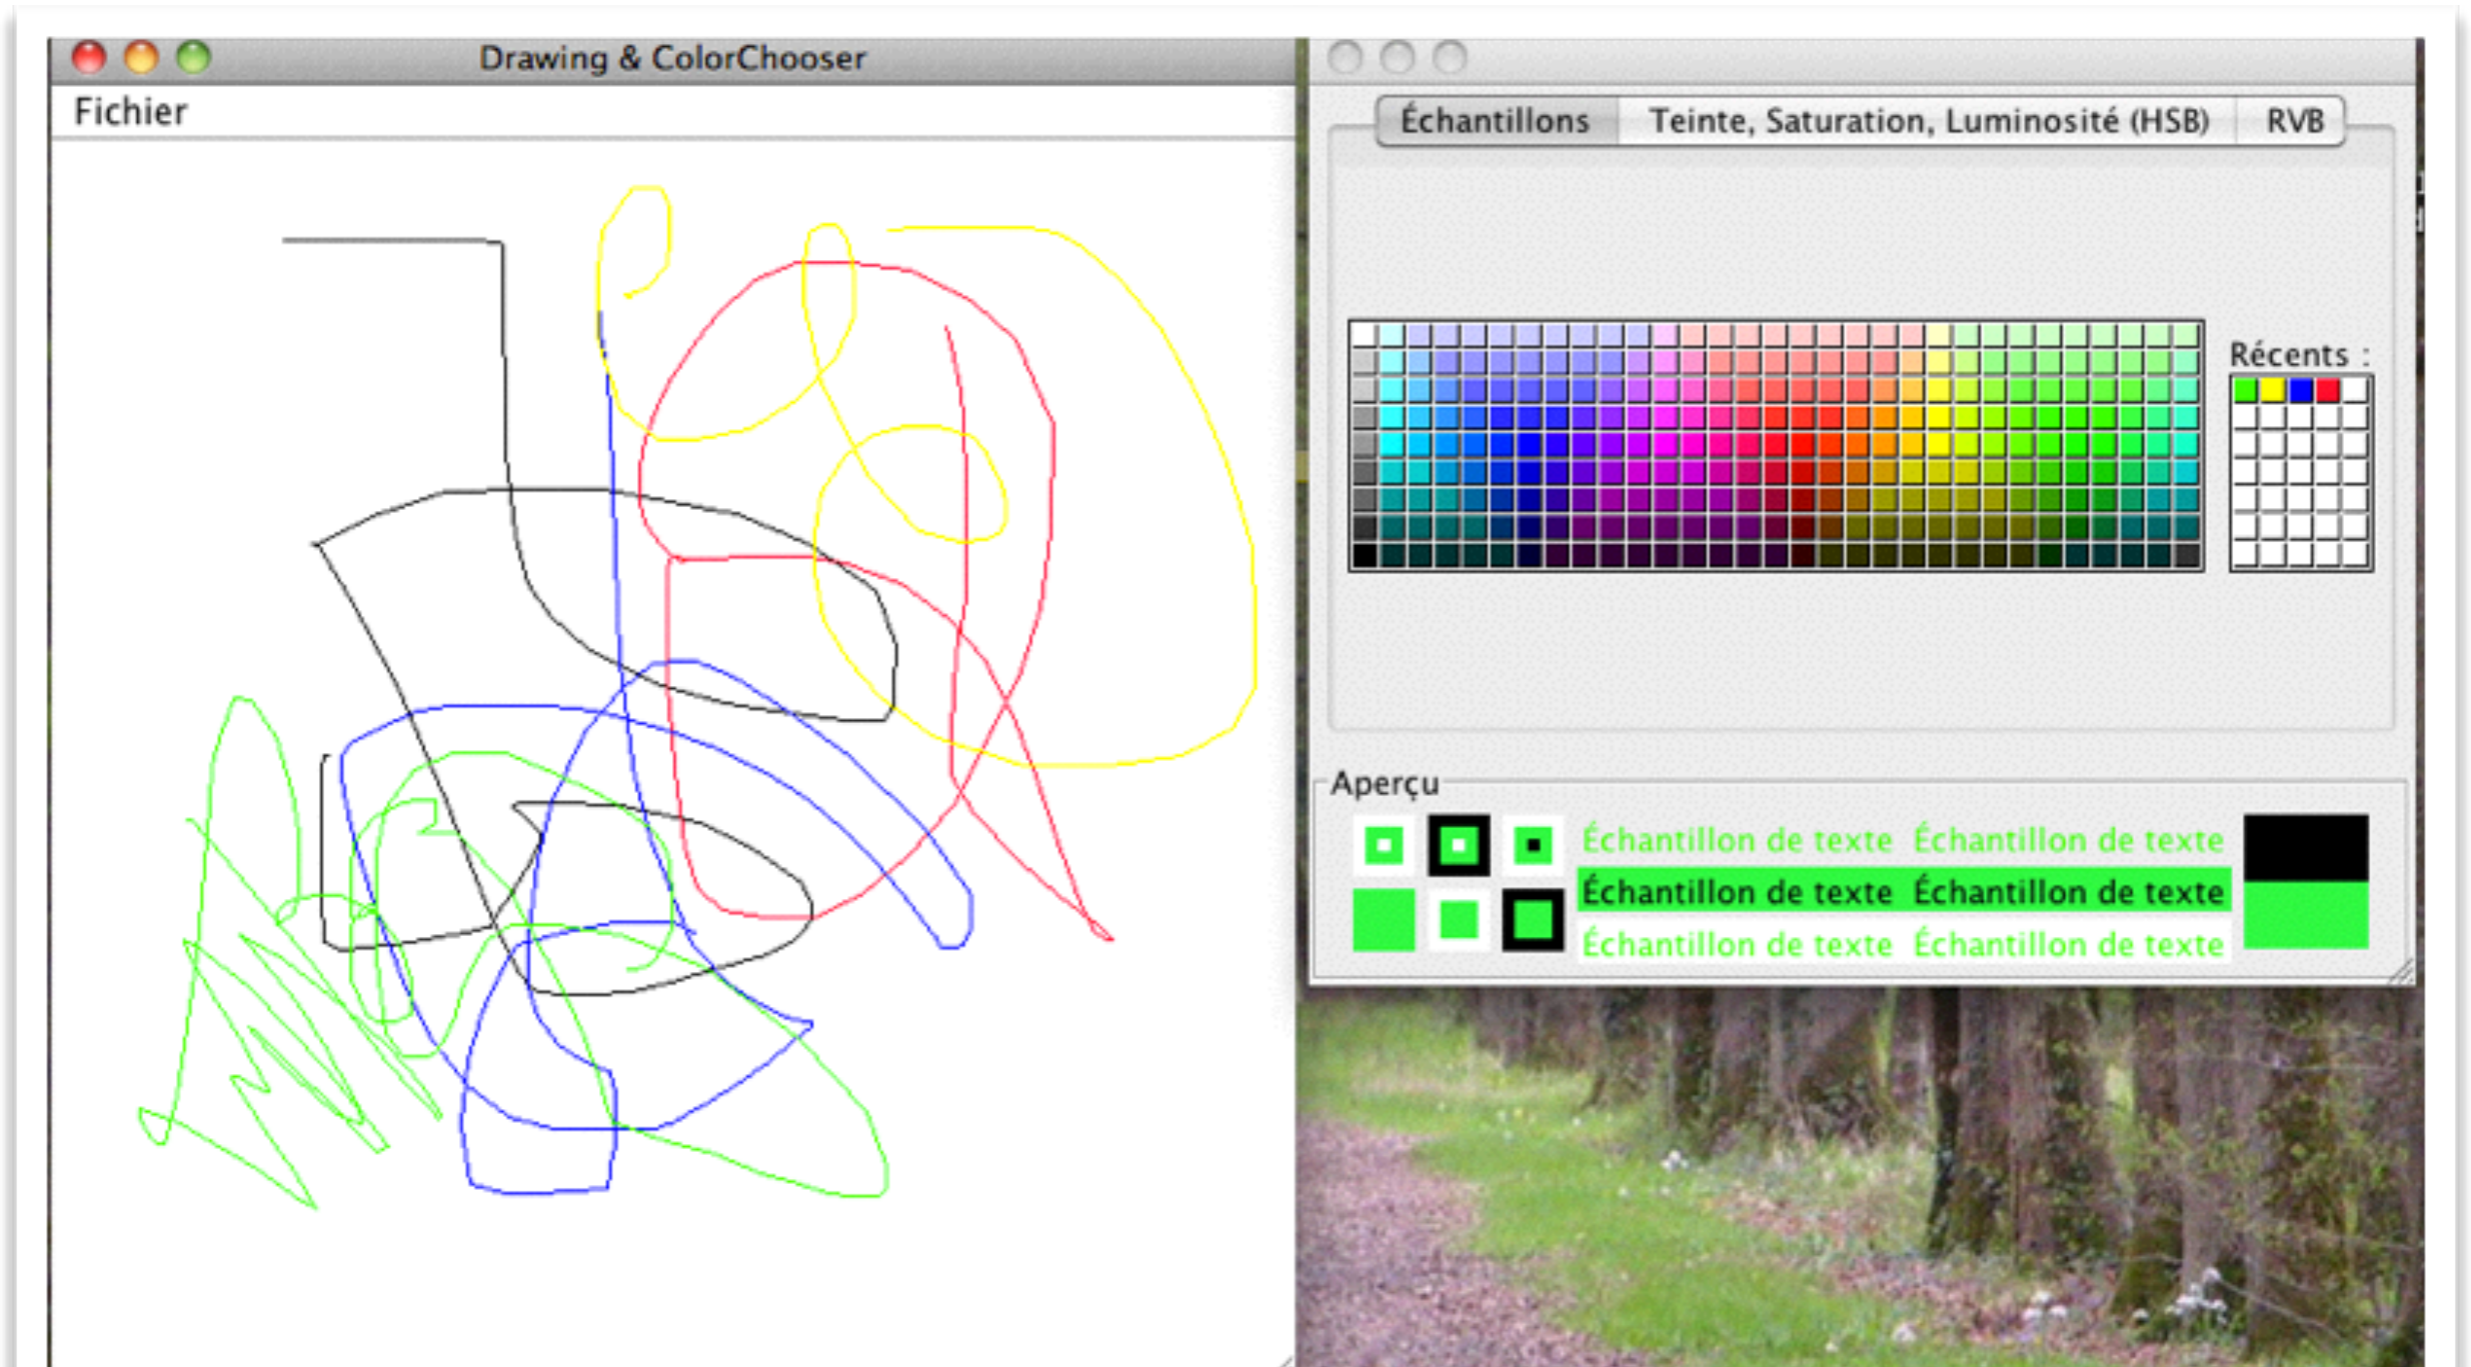 Drawing & ColorChooser
Fichier
Échantillons Teinte, Saturation, Luminosité (HSB) RVB
Récents :
Aperçu
Échantillon de texte Échantillon de texte
Échantillon de texte Échantillon de texte
Échantillon de texte Échantillon de texte